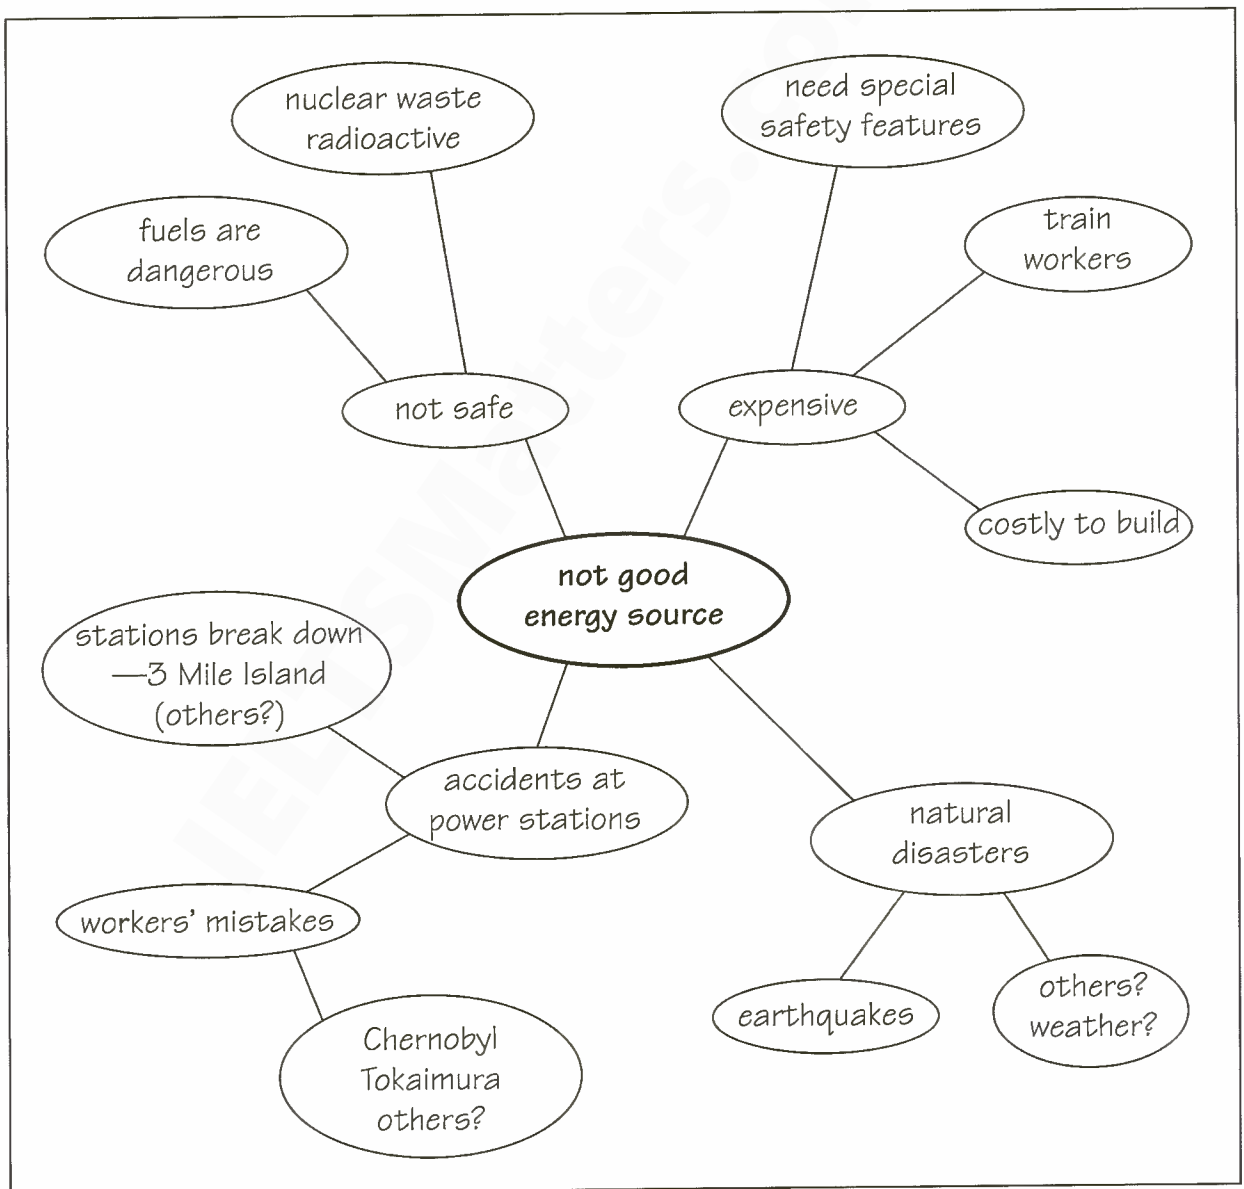 nuclear waste
radioactive
need special
safety features
fuels are
dangerous
train
workers
not safe
expensive
costly to build
not good
energy source
stations break down
—3 Mile Island
(others?)
accidents at
power stations
natural
disasters
workers' mistakes
earthquakes
others?
weather?
Chernobyl
Tokaimura
others?
IELTSMatters.com